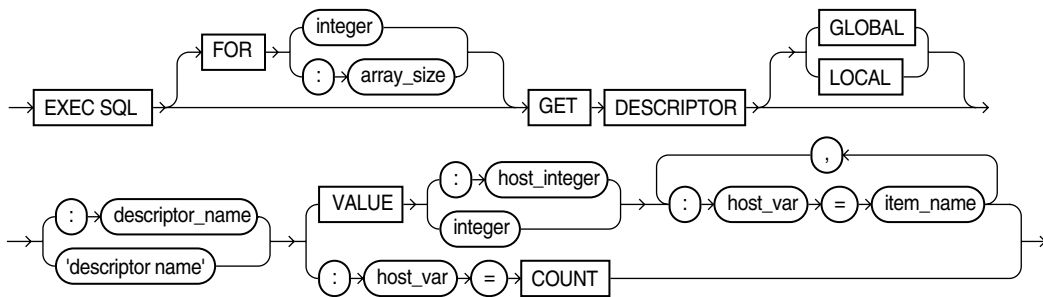 integer
FOR
: array_size
GLOBAL
LOCAL
EXEC SQL
GET DESCRIPTOR
: descriptor_name
'descriptor name'
VALUE
: host_integer
integer
,
: host_var = item_name
: host_var = COUNT